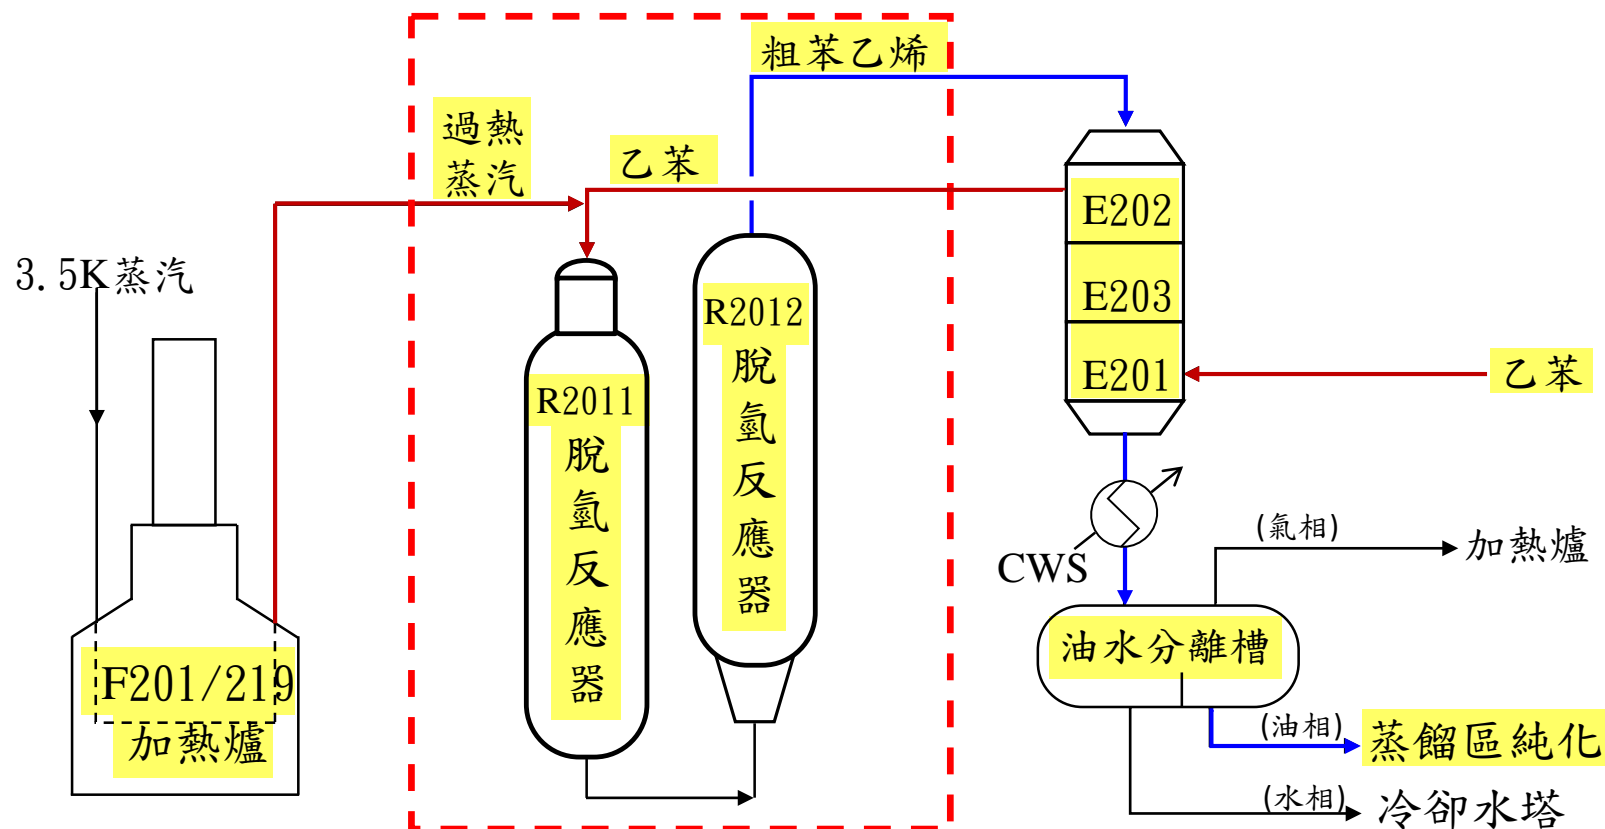 粗苯乙烯
過熱
蒸汽
乙苯
E202
3.5K蒸汽
E203
R2012
脫
氫
反
應
器
E201
乙苯
R2011
脫
氫
反
應
器
CWS
(氣相)
加熱爐
油水分離槽
F201/219
加熱爐
(油相)
蒸餾區純化
(水相)
冷卻水塔